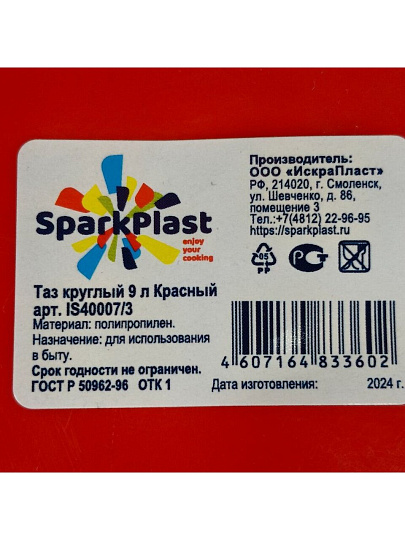 SparkPlast
enjoy
your
cooking
Производитель:
ООО «ИскраПласт»
РФ, 214020, г. Смоленск,
ул. Шевченко, д. 86,
помещение 3
Тел.:+7(4812) 22-96-95
https://sparkplast.ru
05
PP
РСТ
Таз круглый 9 л Красный
арт. IS40007/3
Материал: полипропилен.
Назначение: для использования
в быту.
Срок годности не ограничен.
ГОСТ Р 50962-96 ОТК 1
4 607164 833602
Дата изготовления: 2024 г.